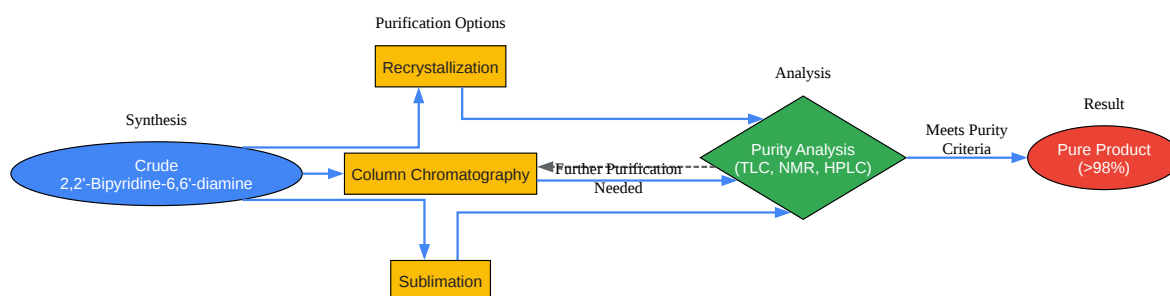 Purification Options
Recrystallization
Analysis
Result
Synthesis
Crude
2,2'-Bipyridine-6,6'-diamine
Column Chromatography
Further Purification
Needed
Purity Analysis
(TLC, NMR, HPLC)
Meets Purity
Criteria
Pure Product
(>98%)
Sublimation